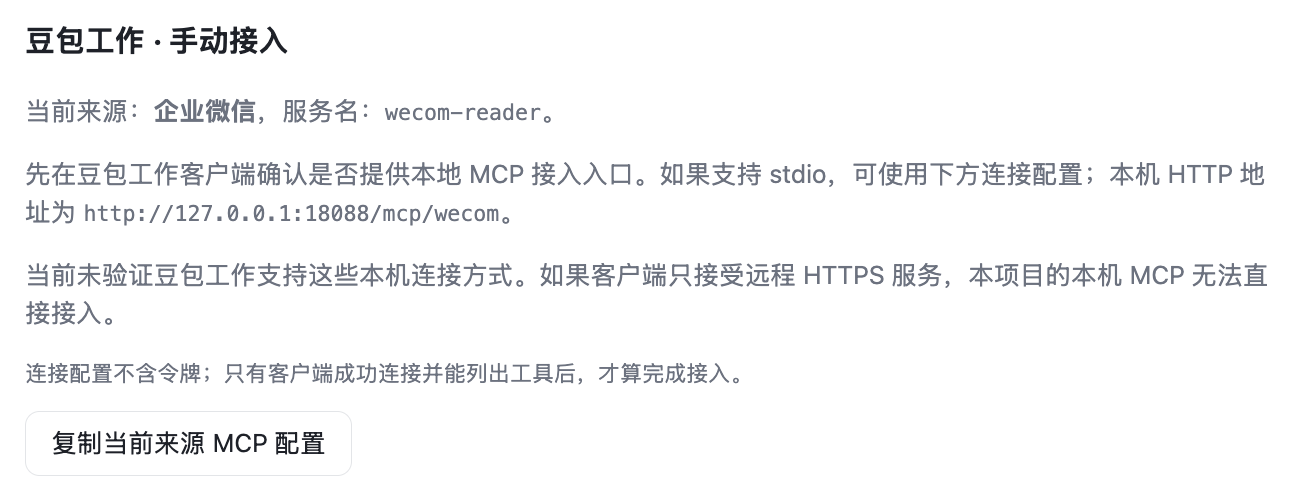 豆包工作 · 手动接入
当前来源：企业微信，服务名：wecom-reader。
先在豆包工作客户端确认是否提供本地 MCP 接入入口。如果支持 stdio，可使用下方连接配置；本机 HTTP 地
址为 http://127.0.0.1:18088/mcp/wecom。
当前未验证豆包工作支持这些本机连接方式。如果客户端只接受远程 HTTPS 服务，本项目的本机 MCP 无法直
接接入。
连接配置不含令牌；只有客户端成功连接并能列出工具后，才算完成接入。
复制当前来源 MCP 配置